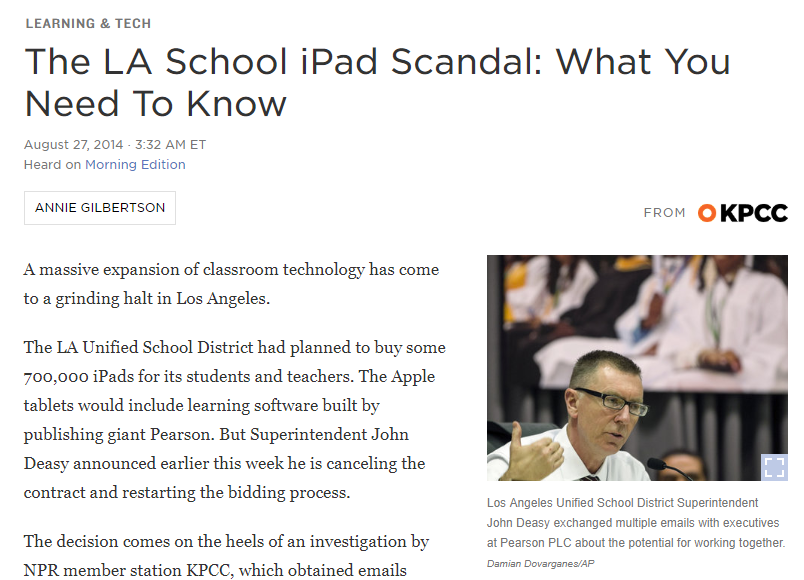 LEARNING & TECH
The LA School iPad Scandal: What You
Need To Know
August 27, 2014 · 3:32 AM ET
Heard on Morning Edition
ANNIE GILBERTSON
FROM KPCC
A massive expansion of classroom technology has come
to a grinding halt in Los Angeles.
The LA Unified School District had planned to buy some
700,000 iPads for its students and teachers. The Apple
tablets would include learning software built by
publishing giant Pearson. But Superintendent John
Deasy announced earlier this week he is canceling the
contract and restarting the bidding process.
The decision comes on the heels of an investigation by
NPR member station KPCC, which obtained emails
Los Angeles Unified School District Superintendent
John Deasy exchanged multiple emails with executives
at Pearson PLC about the potential for working together.
Damian Dovarganes/AP